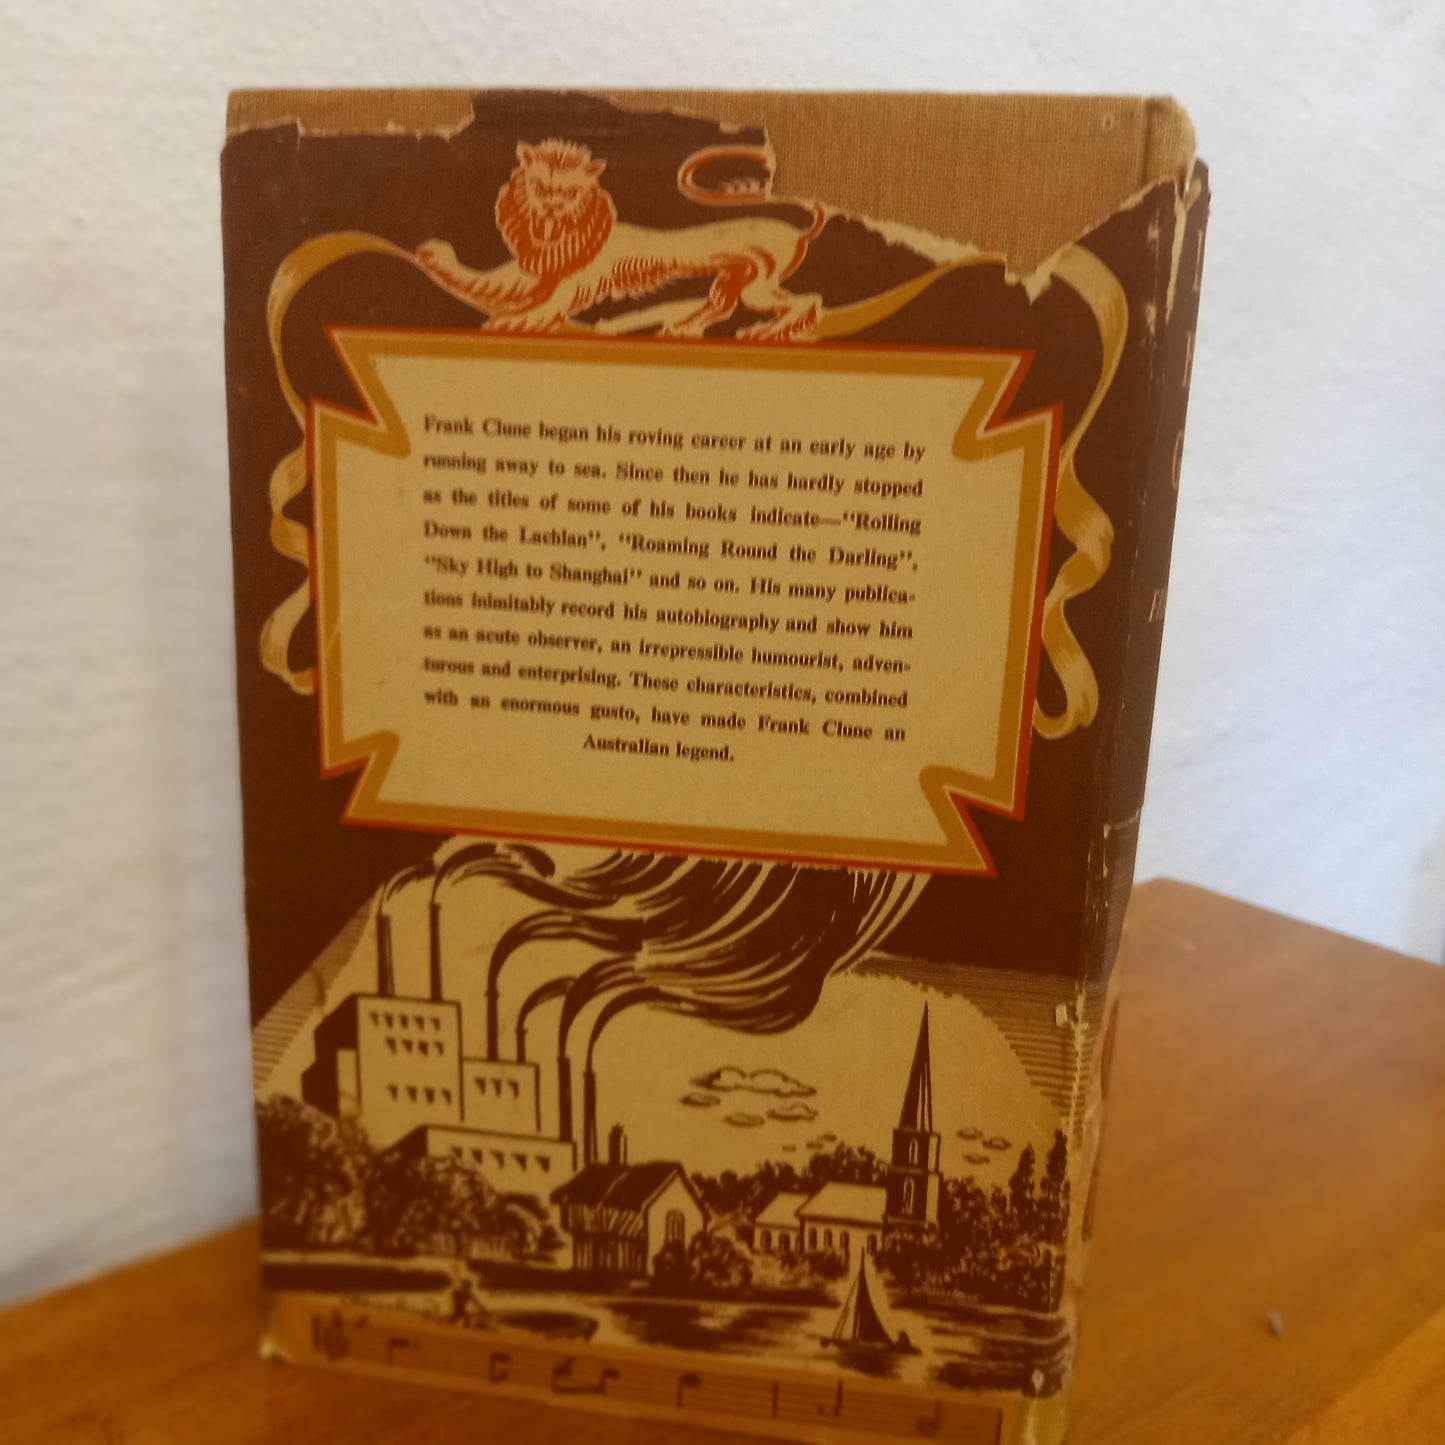 Frank Clune began his roving career at an early age by
running away to sea. Since then he has hardly stopped
as the titles of some of his books indicate—"Rolling
Down the Lachlan", "Roaming Round the Darling",
"Sky High to Shanghai" and so on. His many publica-
tions inimitably record his autobiography and show him
as an acute observer, an irrepressible humourist, adven-
turous and enterprising. These characteristics, combined
with an enormous gusto, have made Frank Clune an
Australian legend.